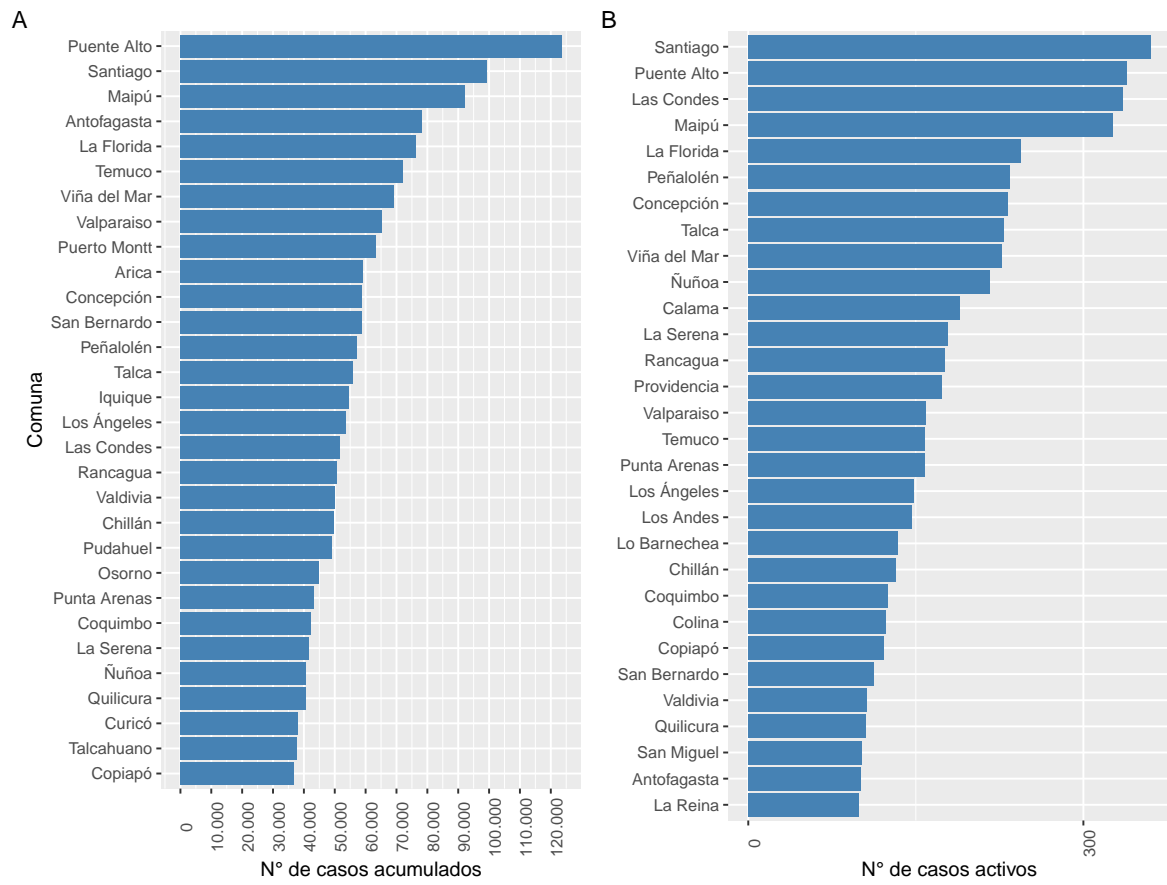 A
Puente Alto
Santiago
Maipú
Antofagasta
La Florida
Temuco
Viña del Mar
Valparaiso
Puerto Montt
Arica
Concepción
San Bernardo
Peñalolén
Talca
Iquique
Los Ángeles
Las Condes
Rancagua
Valdivia
Chillán
Pudahuel
Osorno
Punta Arenas
Coquimbo
La Serena
Ñuñoa
Quilicura
Curicó
Talcahuano
Copiapó
Comuna
0
10.000
20.000
30.000
40.000
50.000
60.000
70.000
80.000
90.000
100.000
110.000
120.000
N° de casos acumulados
B
Santiago
Puente Alto
Las Condes
Maipú
La Florida
Peñalolén
Concepción
Talca
Viña del Mar
Ñuñoa
Calama
La Serena
Rancagua
Providencia
Valparaiso
Temuco
Punta Arenas
Los Ángeles
Los Andes
Lo Barnechea
Chillán
Coquimbo
Colina
Copiapó
San Bernardo
Valdivia
Quilicura
San Miguel
Antofagasta
La Reina
0
300
N° de casos activos